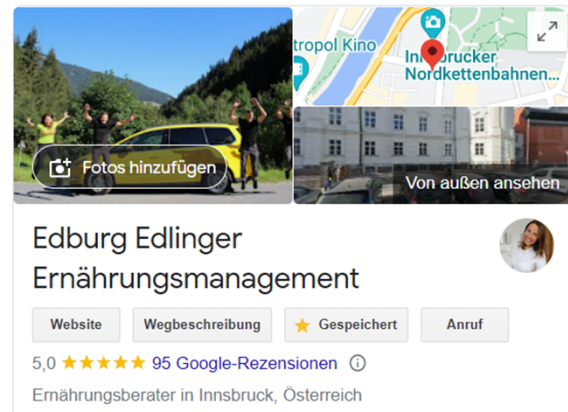 tropol Kino
Innsbrucker
Nordkettenbahnen...
Fotos hinzufügen
Von außen ansehen
Edburg Edlinger
Ernährungsmanagement
Website Wegbeschreibung Gespeichert Anruf
5,0 95 Google-Rezensionen
Ernährungsberater in Innsbruck, Österreich